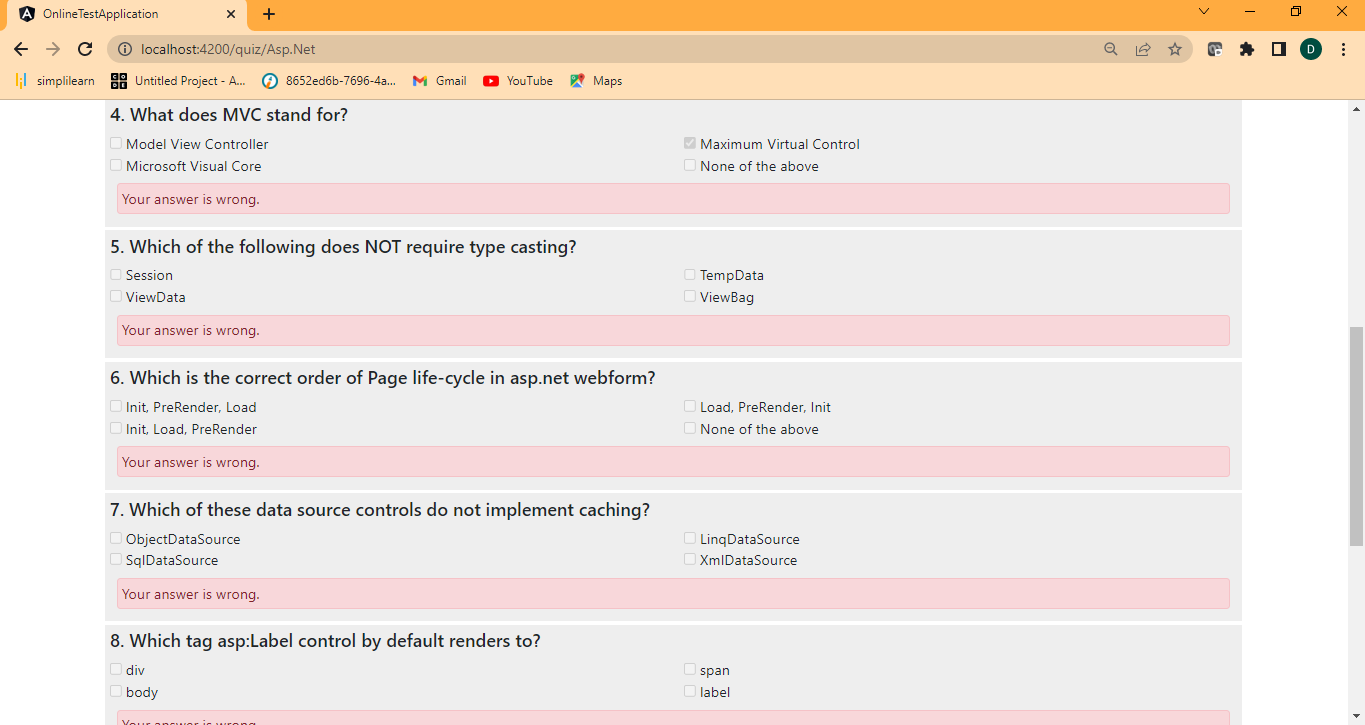 OnlineTestApplication
localhost:4200/quiz/Asp.Net
D
simplilearn
CODE
Untitled Project - A...
8652ed6b-7696-4a...
Gmail
YouTube
Maps
4. What does MVC stand for?
Model View Controller
Maximum Virtual Control
Microsoft Visual Core
None of the above
Your answer is wrong.
5. Which of the following does NOT require type casting?
Session
TempData
ViewData
ViewBag
Your answer is wrong.
6. Which is the correct order of Page life-cycle in asp.net webform?
Init, PreRender, Load
Load, PreRender, Init
Init, Load, PreRender
None of the above
Your answer is wrong.
7. Which of these data source controls do not implement caching?
ObjectDataSource
LinqDataSource
SqlDataSource
XmlDataSource
Your answer is wrong.
8. Which tag asp:Label control by default renders to?
div
span
body
label
Your answer is wrong.